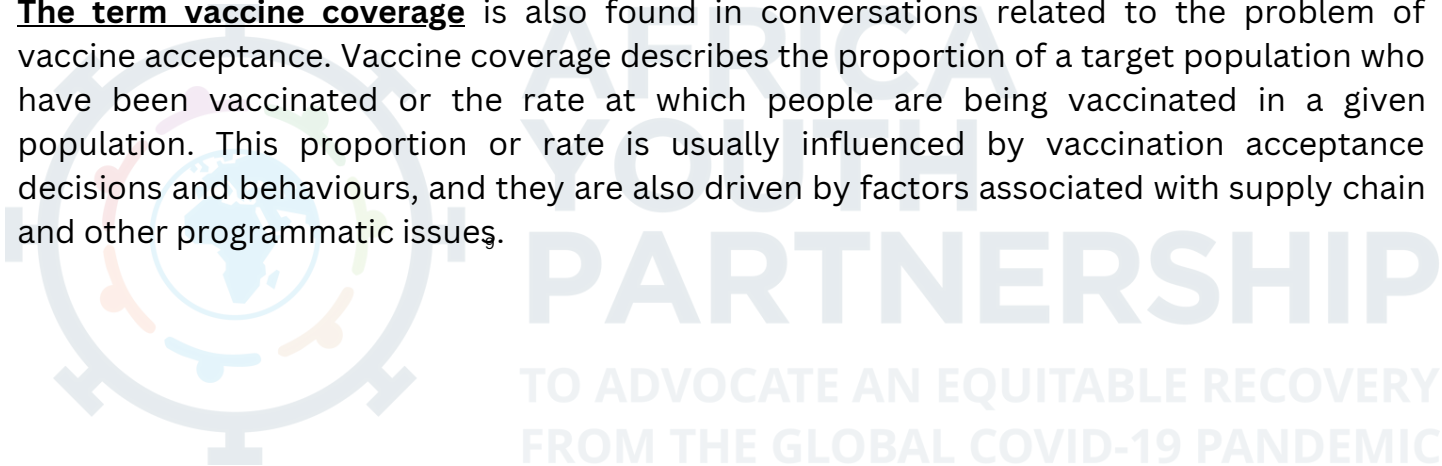 The term vaccine coverage is also found in conversations related to the problem of
vaccine acceptance. Vaccine coverage describes the proportion of a target population who
have been vaccinated or the rate at which people are being vaccinated in a given
population. This proportion or rate is usually influenced by vaccination acceptance
decisions and behaviours, and they are also driven by factors associated with supply chain
and other programmatic issues.
AFRICA
YOUTH
PARTNERSHIP
TO ADVOCATE AN EQUITABLE RECOVERY
FROM THE GLOBAL COVID-19 PANDEMIC